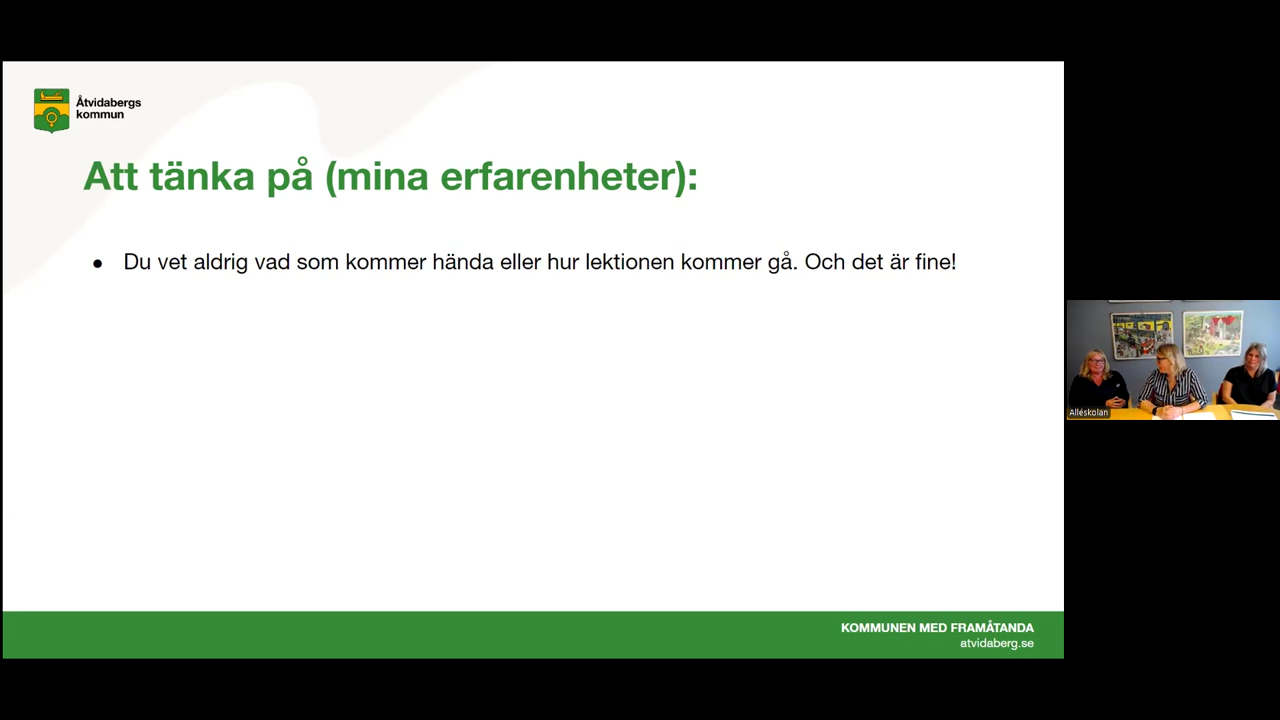 Åtvidabergs
kommun
Att tänka på (mina erfarenheter):
● Du vet aldrig vad som kommer hända eller hur lektionen kommer gå. Och det är fine!
Alléskolan
KOMMUNEN MED FRAMÅTANDA
atvidaberg.se